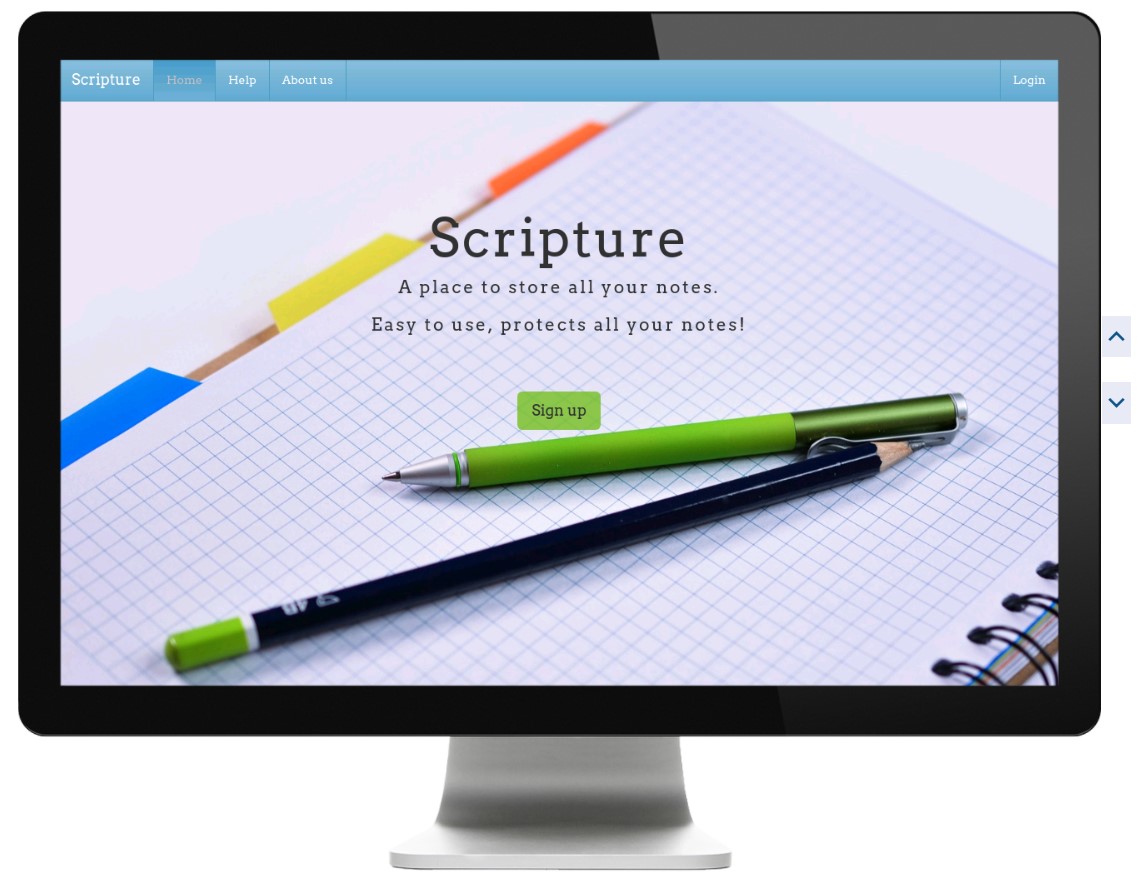 Scripture
Home
Help
About us
Login
Scripture
A place to store all your notes.
Easy to use, protects all your notes!
Sign up
4B